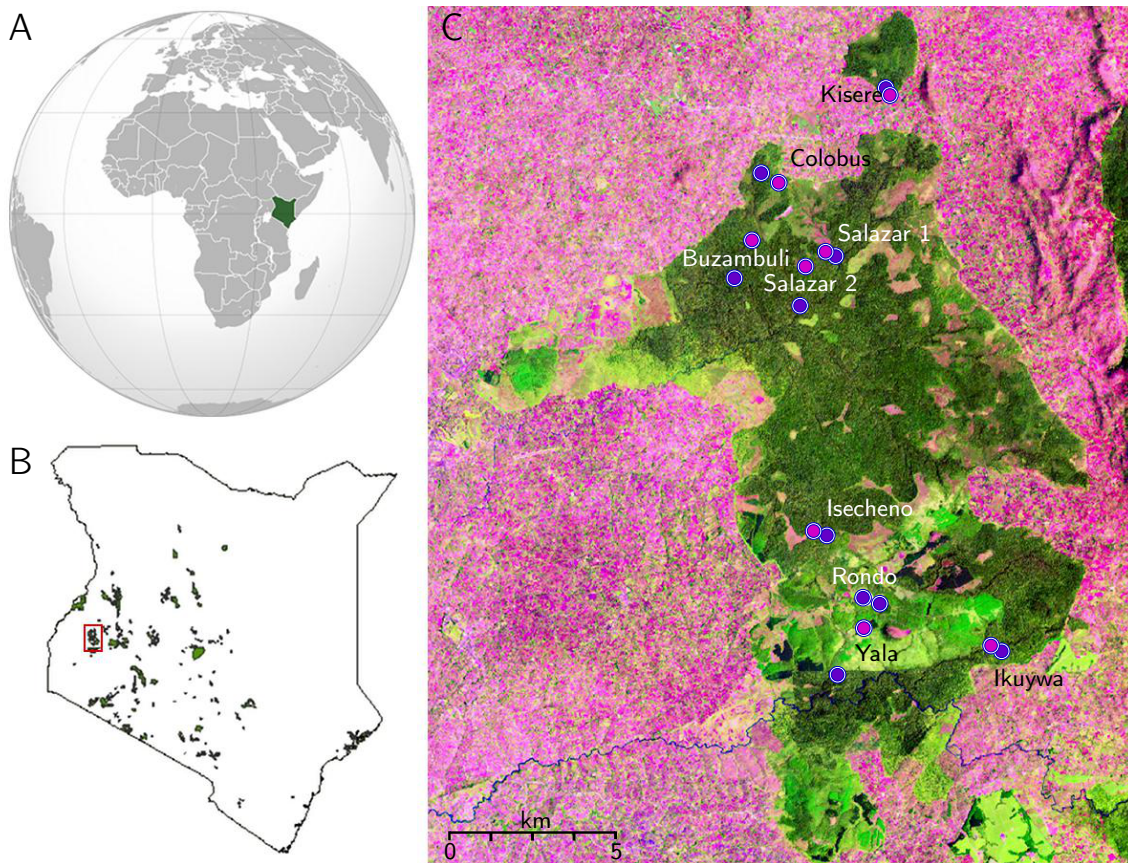 A
B
C
Kisere
Colobus
Salazar 1
Buzambuli
Salazar 2
Isecheno
Rondo
Yala
Ikuywa
km
0 5